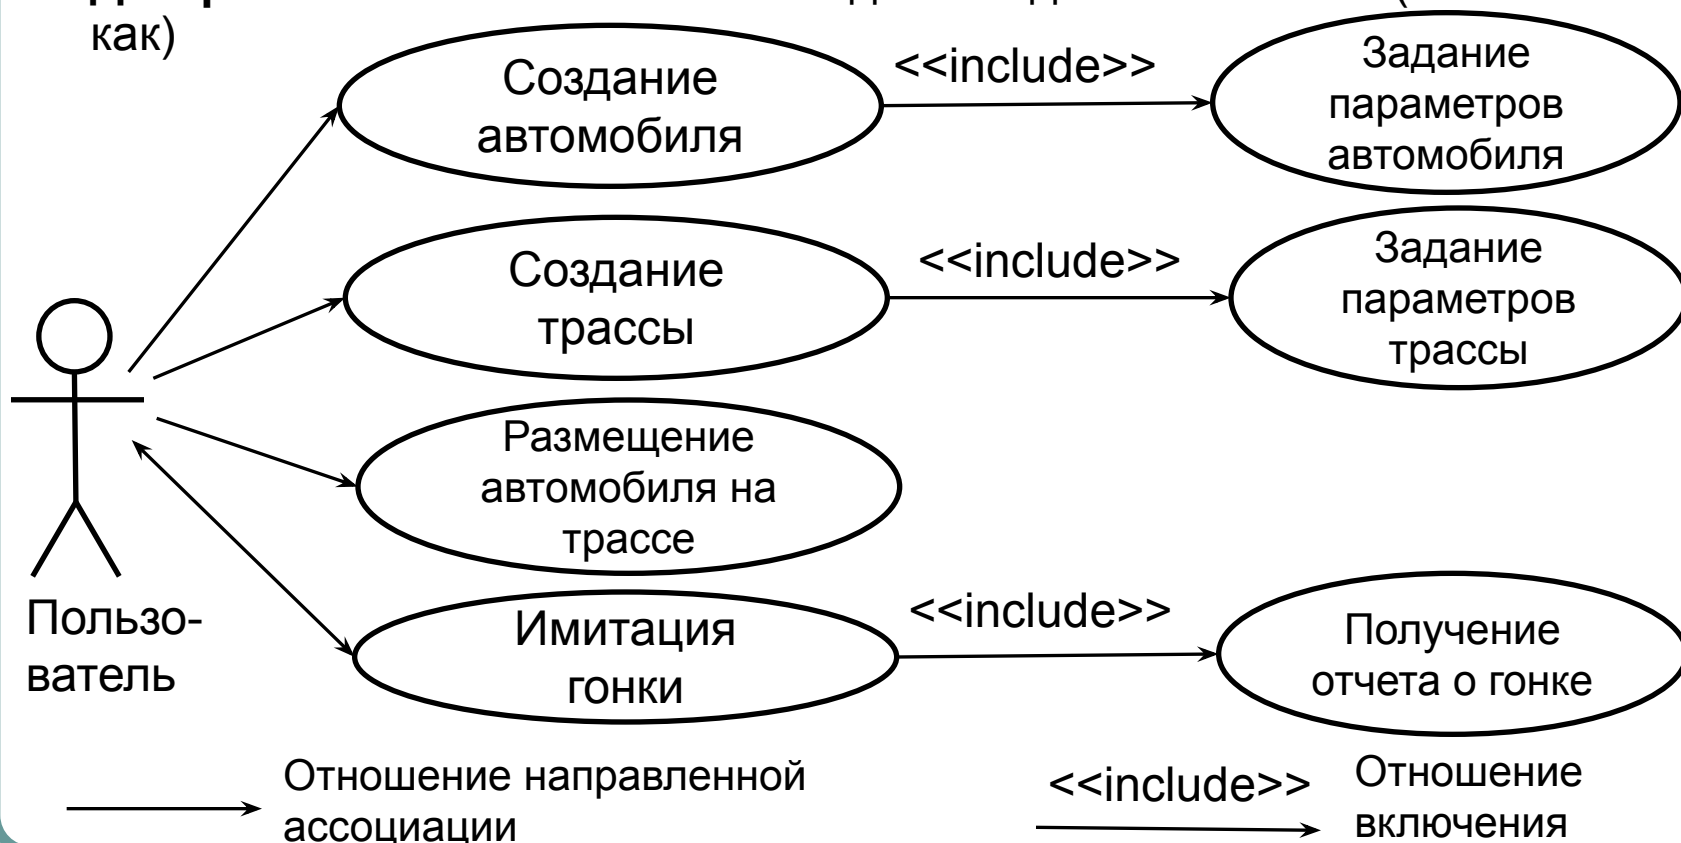 как)
Создание
автомобиля
<<include>>
Задание
параметров
автомобиля
Создание
трассы
<<include>>
Задание
параметров
трассы
Размещение
автомобиля на
трассе
Пользо-
ватель
Имитация
гонки
<<include>>
Получение
отчета о гонке
Отношение направленной
ассоциации
<<include>>
Отношение
включения